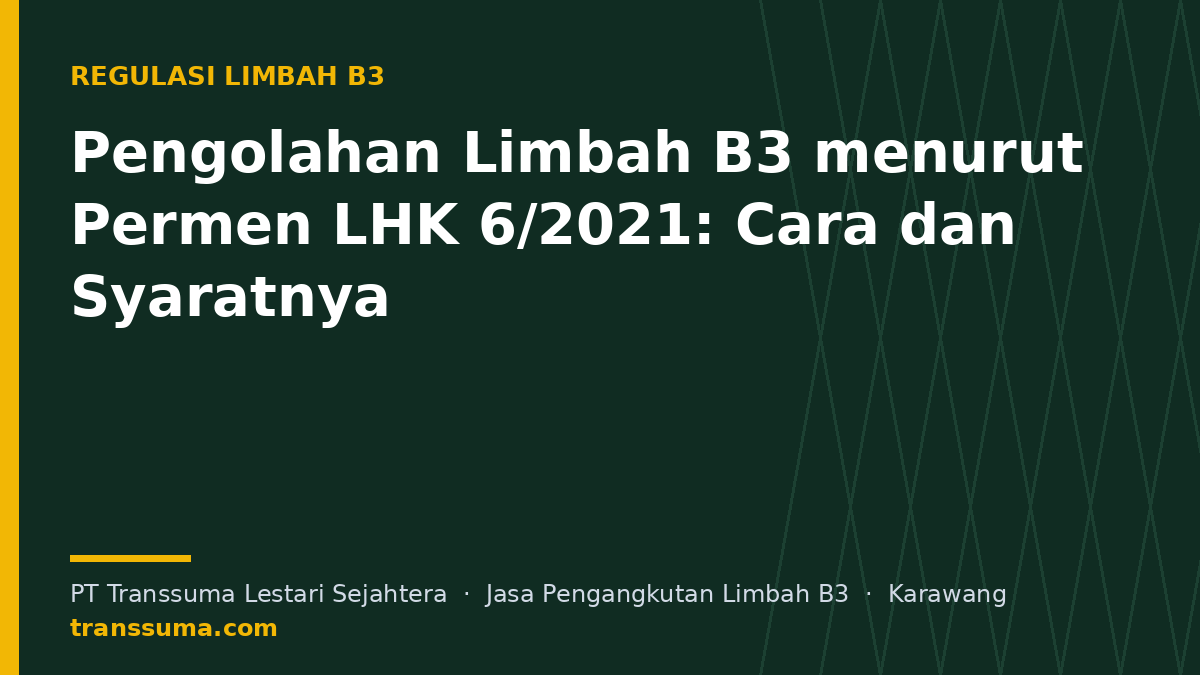 REGULASI LIMBAH B3
Pengolahan Limbah B3 menurut
Permen LHK 6/2021: Cara dan
Syaratnya
PT Transsuma Lestari Sejahtera · Jasa Pengangkutan Limbah B3 · Karawang
transsuma.com